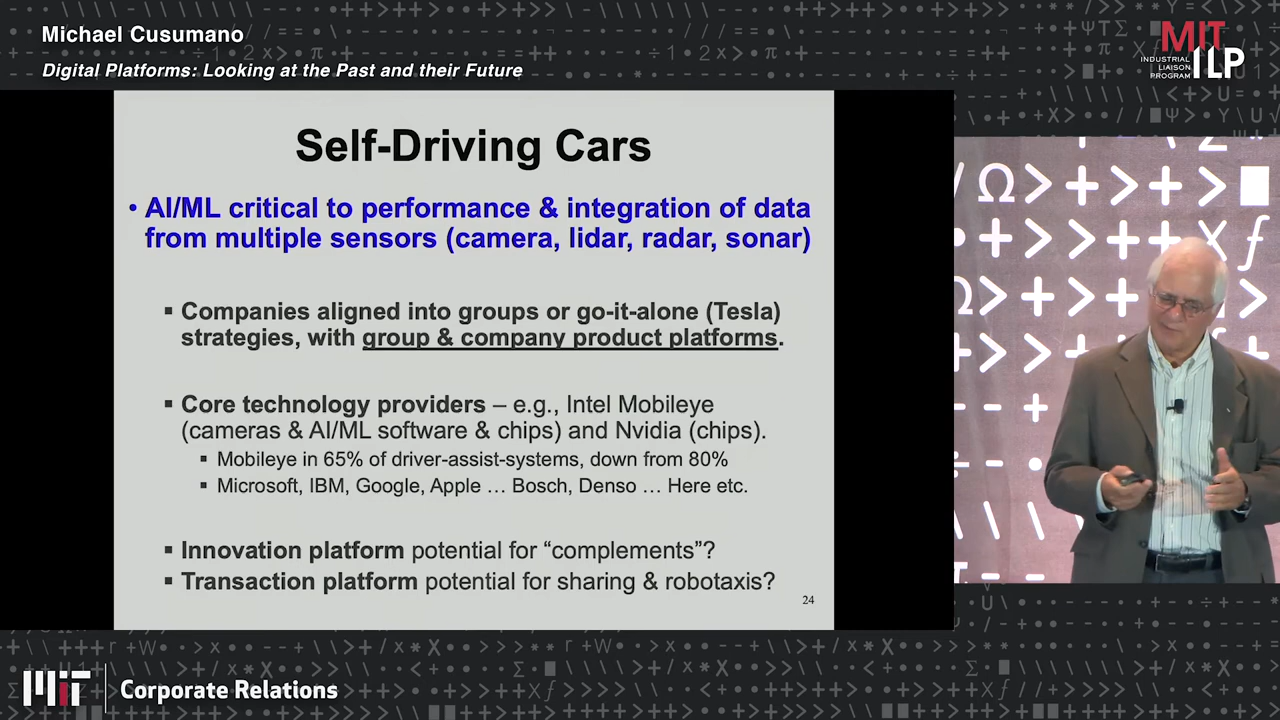 Michael Cusumano
Digital Platforms: Looking at the Past and their Future
MIT
INDUSTRIAL
LIAISON
PROGRAM
ILP
Self-Driving Cars
• AI/ML critical to performance & integration of data
from multiple sensors (camera, lidar, radar, sonar)
▪ Companies aligned into groups or go-it-alone (Tesla)
strategies, with group & company product platforms.
▪ Core technology providers – e.g., Intel Mobileye
(cameras & AI/ML software & chips) and Nvidia (chips).
▪ Mobileye in 65% of driver-assist-systems, down from 80%
▪ Microsoft, IBM, Google, Apple … Bosch, Denso … Here etc.
▪ Innovation platform potential for “complements”?
▪ Transaction platform potential for sharing & robotaxis?
24
MIT
Corporate Relations